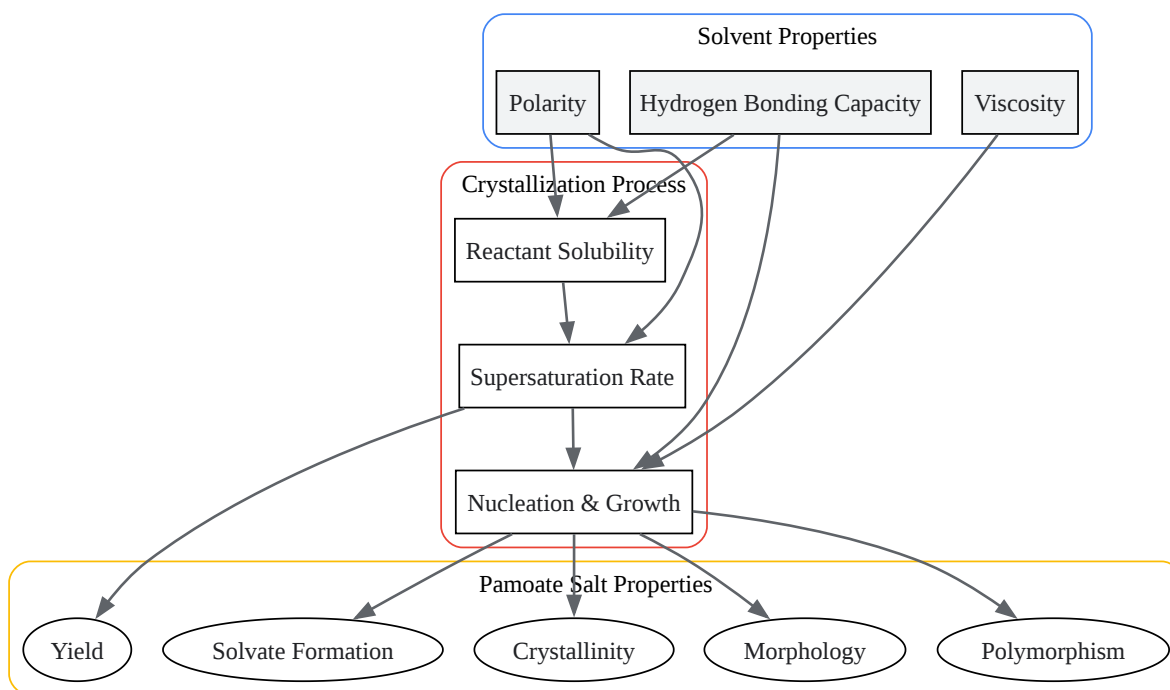 Solvent Properties
Polarity
Hydrogen Bonding Capacity
Viscosity
Crystallization Process
Reactant Solubility
Supersaturation Rate
Nucleation & Growth
Pamoate Salt Properties
Yield
Solvate Formation
Crystallinity
Morphology
Polymorphism